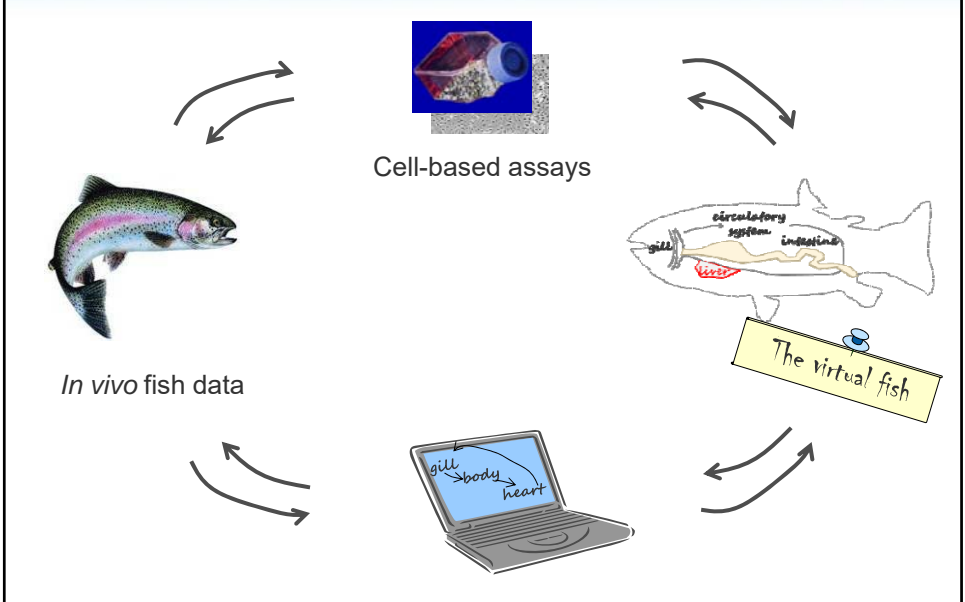 Cell-based assays
circulatory
system
gill
intestine
liver
In vivo fish data
The virtual fish
gill
body
heart